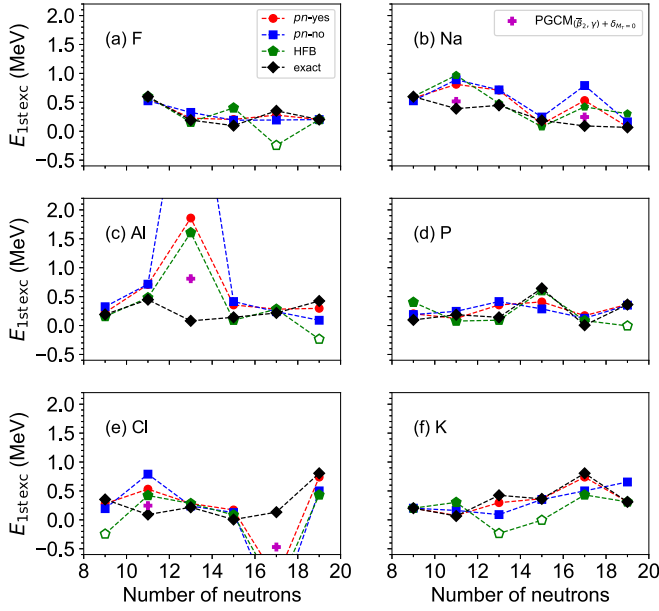 (a) F
pn-yes
pn-no
HFB
exact
(b) Na
PGCM(β̄₂, γ) + δ_{M_T=0}
E1st exc (MeV)
2.0
1.5
1.0
0.5
0.0
−0.5
(c) Al
(d) P
E1st exc (MeV)
2.0
1.5
1.0
0.5
0.0
−0.5
(e) Cl
(f) K
E1st exc (MeV)
2.0
1.5
1.0
0.5
0.0
−0.5
8 10 12 14 16 18 20
8 10 12 14 16 18 20
Number of neutrons
Number of neutrons